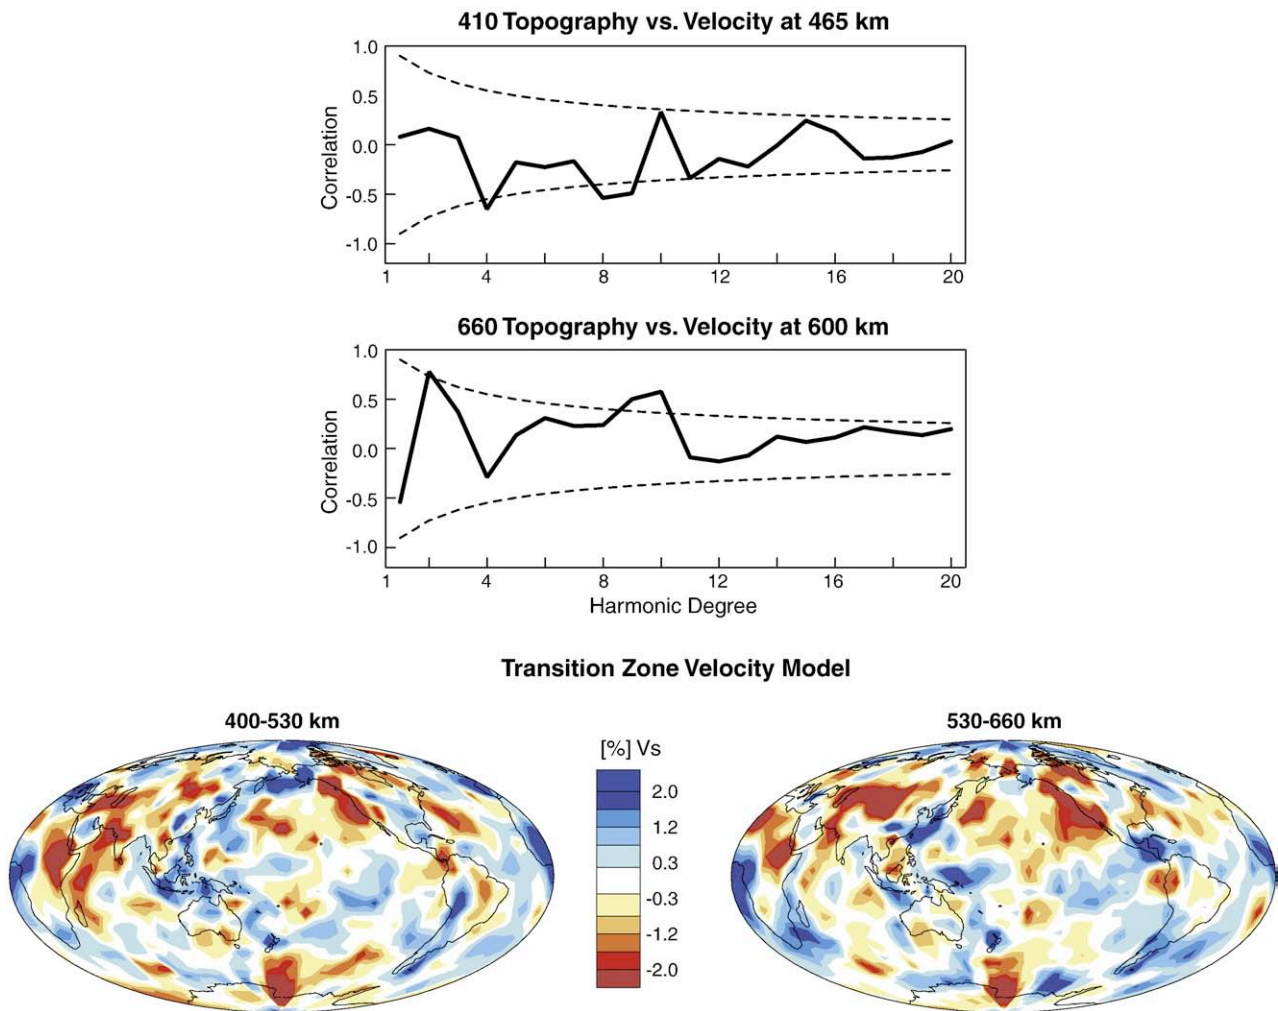 410 Topography vs. Velocity at 465 km
1.0
0.5
0.0
-0.5
-1.0
Correlation
1 4 8 12 16 20
660 Topography vs. Velocity at 600 km
1.0
0.5
0.0
-0.5
-1.0
Correlation
1 4 8 12 16 20
Harmonic Degree
Transition Zone Velocity Model
400-530 km
530-660 km
[%] Vs
2.0
1.2
0.3
-0.3
-1.2
-2.0